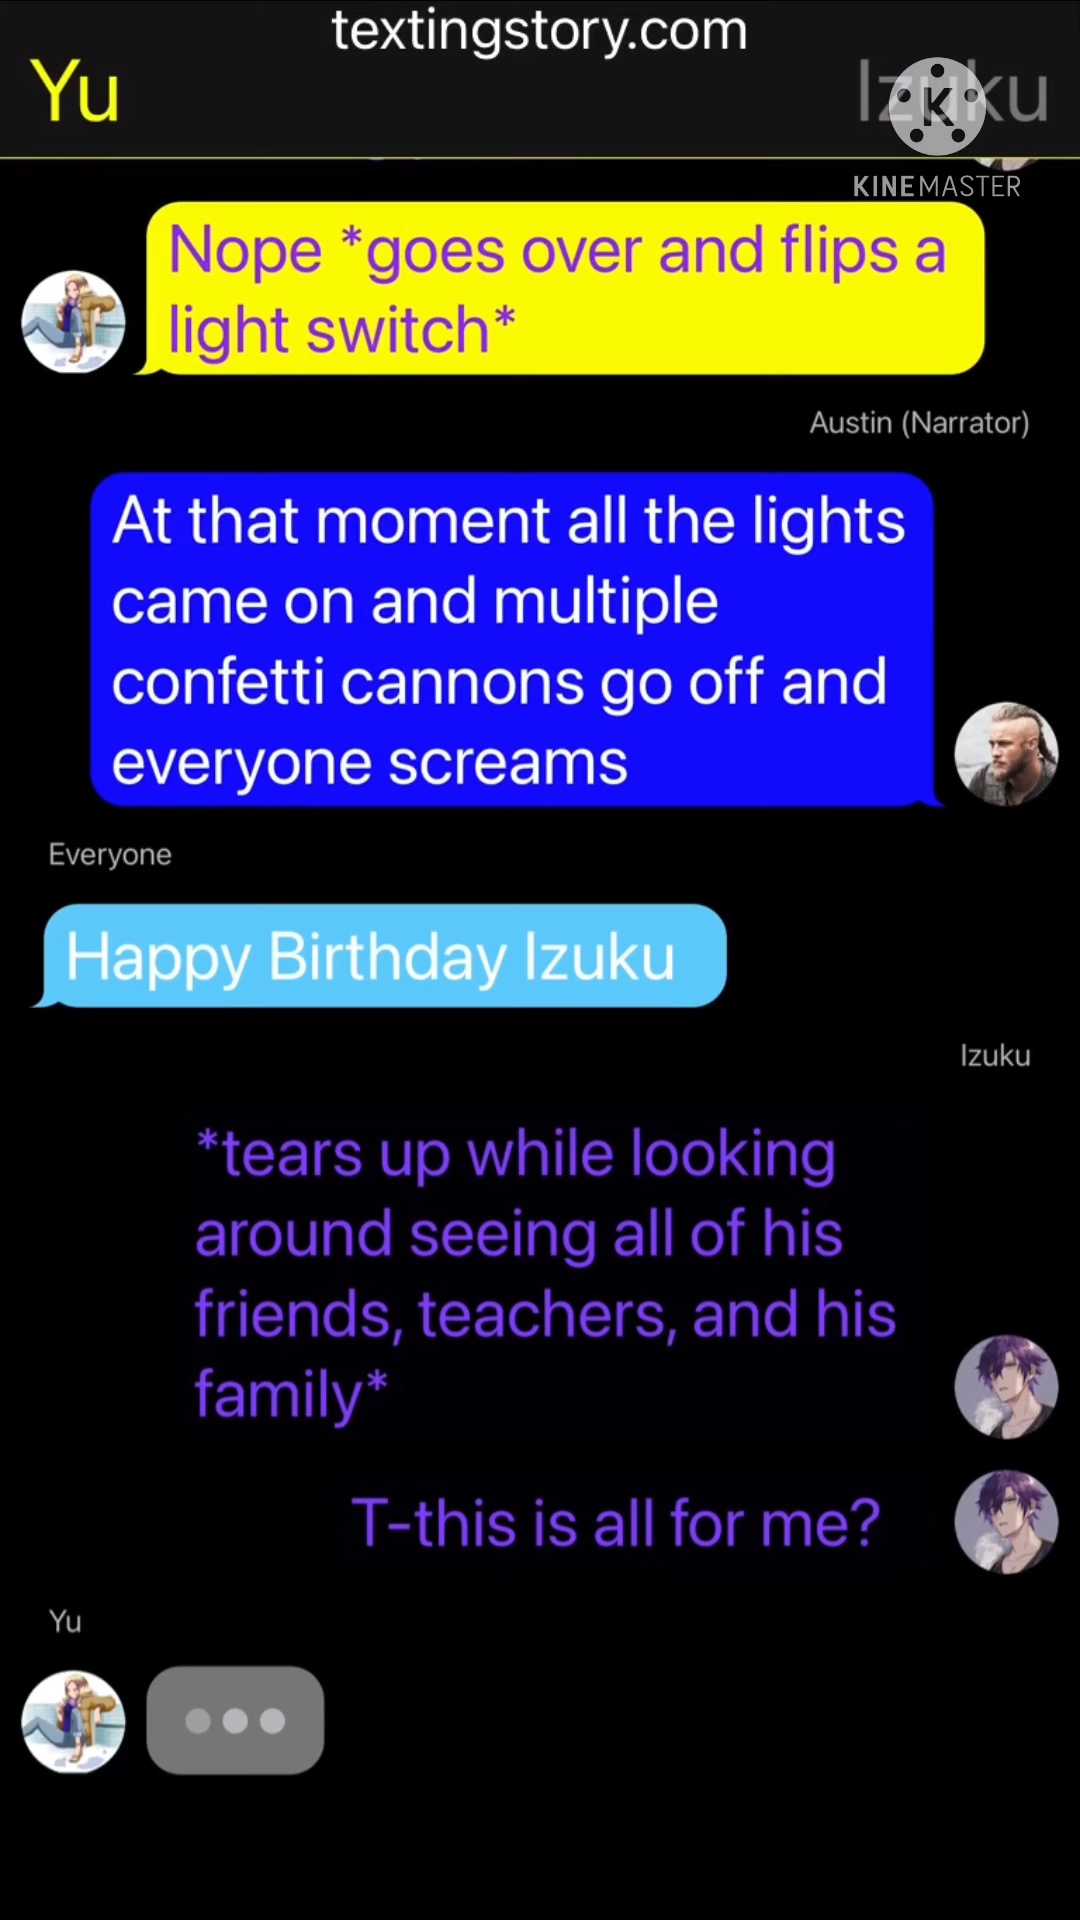 textingstory.com
Yu
Izuku
K
KINEMASTER
Nope *goes over and flips a
light switch*
Austin (Narrator)
At that moment all the lights
came on and multiple
confetti cannons go off and
everyone screams
Everyone
Happy Birthday Izuku
Izuku
*tears up while looking
around seeing all of his
friends, teachers, and his
family*
T-this is all for me?
Yu